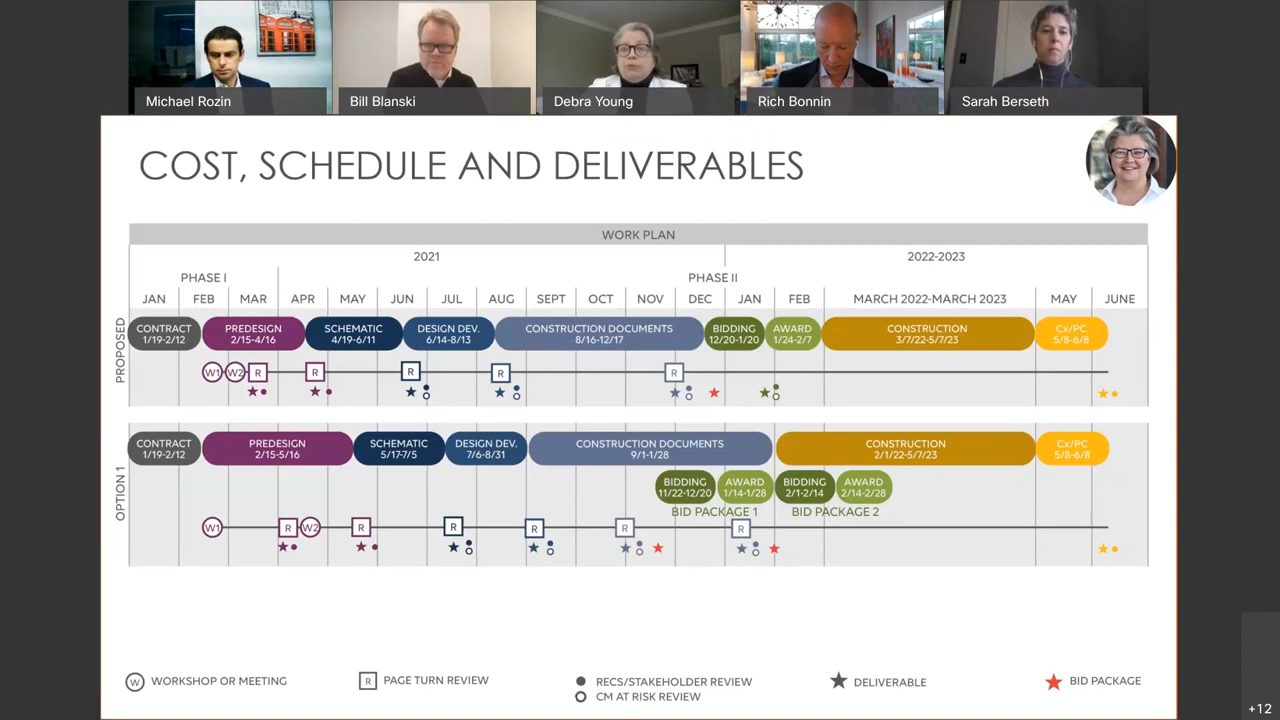 Michael Rozin
Bill Blanski
Debra Young
Rich Bonnin
Sarah Berseth
COST, SCHEDULE AND DELIVERABLES
WORK PLAN
2021
2022-2023
PHASE I
PHASE II
JAN FEB MAR APR MAY JUN JUL AUG SEPT OCT NOV DEC JAN FEB MARCH 2022-MARCH 2023 MAY JUNE
PROPOSED
CONTRACT
1/19-2/12
PREDESIGN
2/15-4/16
SCHEMATIC
4/19-6/11
DESIGN DEV.
6/14-8/13
CONSTRUCTION DOCUMENTS
8/16-12/17
BIDDING
12/20-1/20
AWARD
1/24-2/7
CONSTRUCTION
3/7/22-5/7/23
Cx/PC
5/8-6/8
W1 W2 R R R R R
OPTION 1
CONTRACT
1/19-2/12
PREDESIGN
2/15-5/16
SCHEMATIC
5/17-7/5
DESIGN DEV.
7/6-8/31
CONSTRUCTION DOCUMENTS
9/1-1/28
CONSTRUCTION
2/1/22-5/7/23
Cx/PC
5/8-6/8
BIDDING
11/22-12/20
AWARD
1/14-1/28
BIDDING
2/1-2/14
AWARD
2/14-2/28
BID PACKAGE 1
BID PACKAGE 2
W1 R W2 R R R R R
W WORKSHOP OR MEETING
R PAGE TURN REVIEW
RECS/STAKEHOLDER REVIEW
CM AT RISK REVIEW
DELIVERABLE
BID PACKAGE
+12